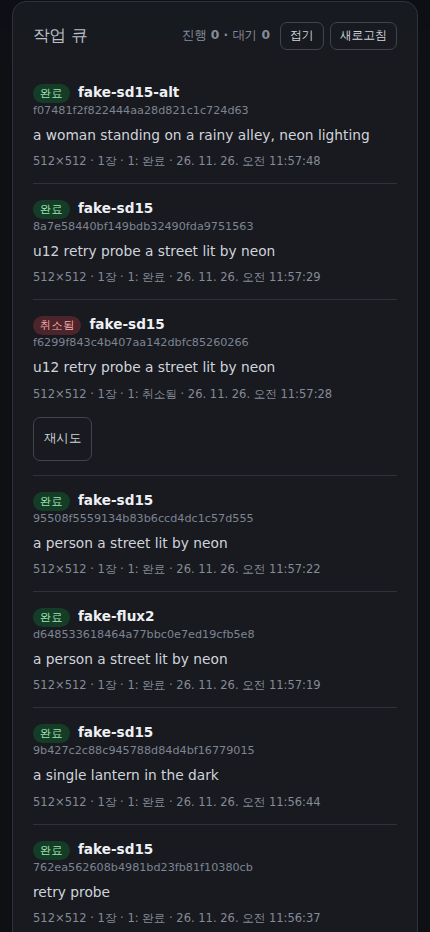 작업 큐
진행 0 · 대기 0 접기 새로고침
완료 fake-sd15-alt
f07481f2f822444aa28d821c1c724d63
a woman standing on a rainy alley, neon lighting
512×512 · 1장 · 1: 완료 · 26. 11. 26. 오전 11:57:48
완료 fake-sd15
8a7e58440bf149bdb32490fda9751563
u12 retry probe a street lit by neon
512×512 · 1장 · 1: 완료 · 26. 11. 26. 오전 11:57:29
취소됨 fake-sd15
f6299f843c4b407aa142dbfc85260266
u12 retry probe a street lit by neon
512×512 · 1장 · 1: 취소됨 · 26. 11. 26. 오전 11:57:28
재시도
완료 fake-sd15
95508f5559134b83b6ccd4dc1c57d555
a person a street lit by neon
512×512 · 1장 · 1: 완료 · 26. 11. 26. 오전 11:57:22
완료 fake-flux2
d648533618464a77bbc0e7ed19cfb5e8
a person a street lit by neon
512×512 · 1장 · 1: 완료 · 26. 11. 26. 오전 11:57:19
완료 fake-sd15
9b427c2c88c945788d84d4bf16779015
a single lantern in the dark
512×512 · 1장 · 1: 완료 · 26. 11. 26. 오전 11:56:44
완료 fake-sd15
762ea562608b4981bd23fb81f10380cb
retry probe
512×512 · 1장 · 1: 완료 · 26. 11. 26. 오전 11:56:37